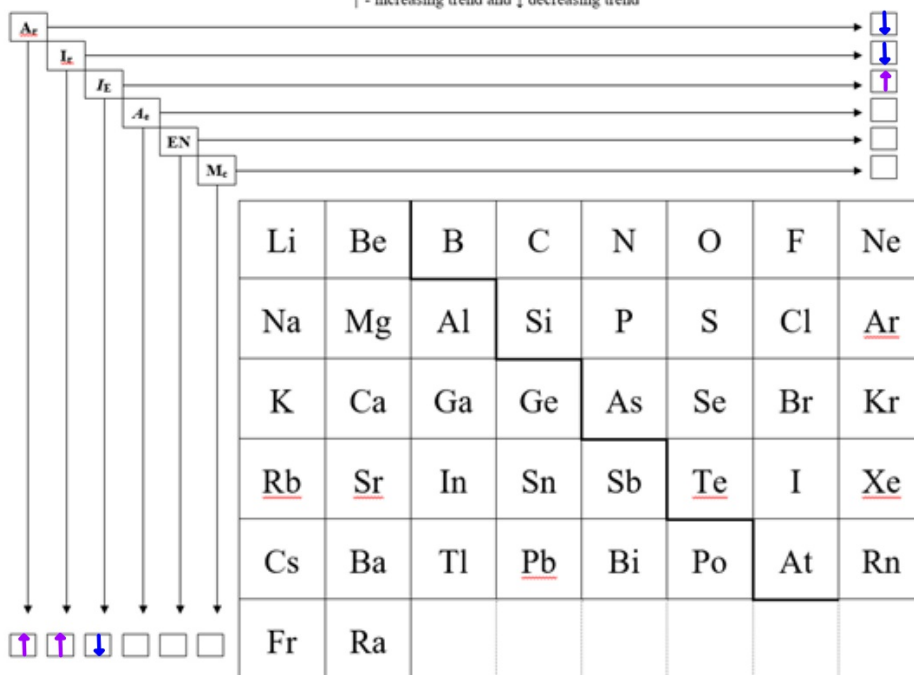 ↑ - increasing trend and ↓ decreasing trend
Ar
Ir
IE
Ae
EN
Mc
Li Be B C N O F Ne
Na Mg Al Si P S Cl Ar
K Ca Ga Ge As Se Br Kr
Rb Sr In Sn Sb Te I Xe
Cs Ba Tl Pb Bi Po At Rn
Fr Ra